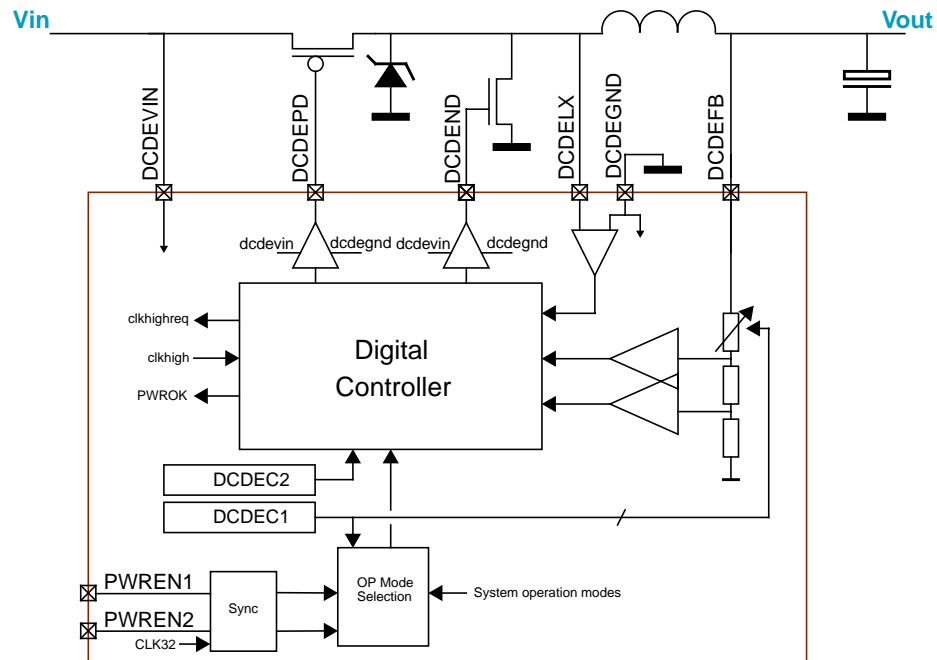 Vin
Vout
DCDEVIN
DCDEPD
DCDEND
DCDELX
DCDEGND
DCDEFB
dcdevin
dcdegnd
dcdevin
dcdegnd
clkhighreq
clkhigh
PWROK
Digital
Controller
DCDEC2
DCDEC1
PWREN1
PWREN2
CLK32
Sync
OP Mode
Selection
System operation modes